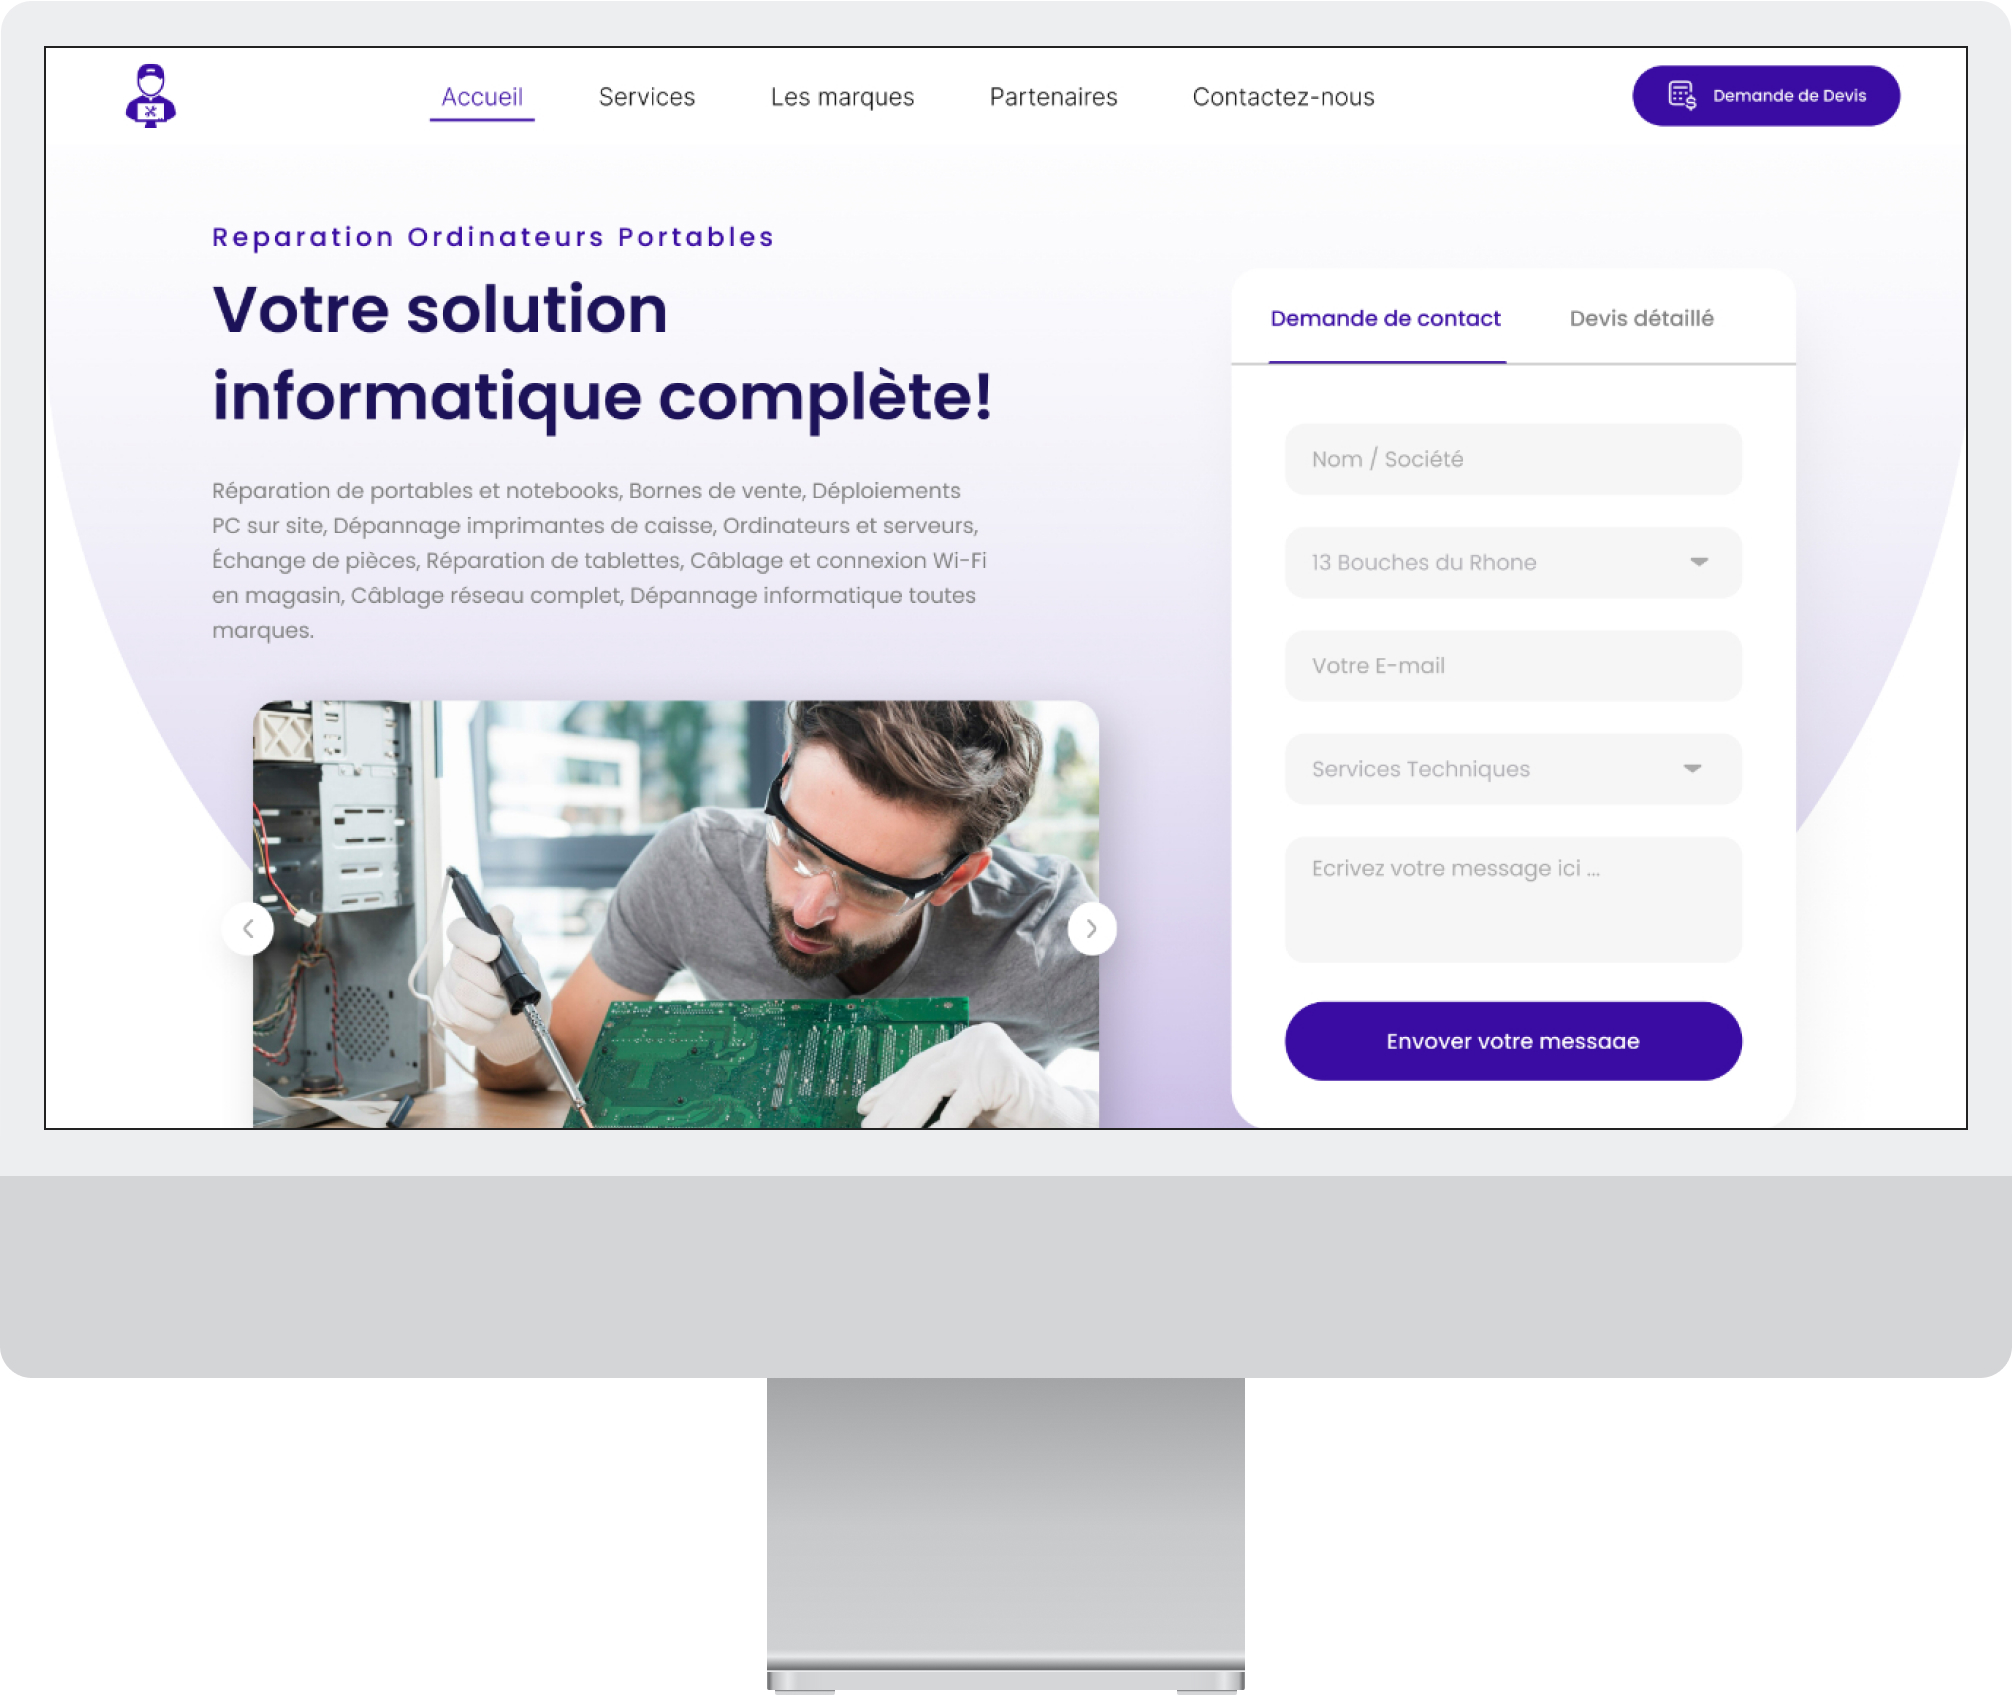 Accueil
Services
Les marques
Partenaires
Contactez-nous
Demande de Devis
Reparation Ordinateurs Portables
Votre solution
informatique complète!
Réparation de portables et notebooks, Bornes de vente, Déploiements
PC sur site, Dépannage imprimantes de caisse, Ordinateurs et serveurs,
Échange de pièces, Réparation de tablettes, Câblage et connexion Wi-Fi
en magasin, Câblage réseau complet, Dépannage informatique toutes
marques.
Demande de contact
Devis détaillé
Nom / Société
13 Bouches du Rhone
Votre E-mail
Services Techniques
Ecrivez votre message ici ...
Envoyer votre message